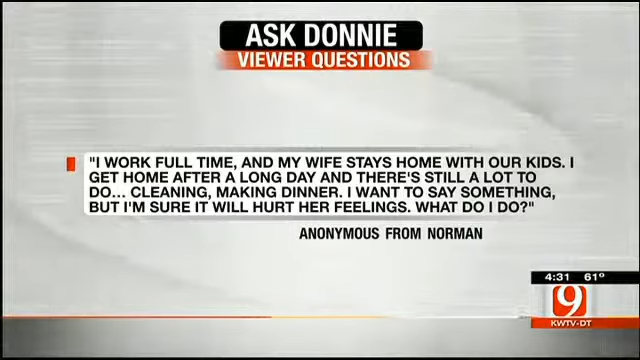 ASK DONNIE
VIEWER QUESTIONS
"I WORK FULL TIME, AND MY WIFE STAYS HOME WITH OUR KIDS. I
GET HOME AFTER A LONG DAY AND THERE'S STILL A LOT TO
DO... CLEANING, MAKING DINNER. I WANT TO SAY SOMETHING,
BUT I'M SURE IT WILL HURT HER FEELINGS. WHAT DO I DO?"
ANONYMOUS FROM NORMAN
4:31 61°
9
KWTV-DT